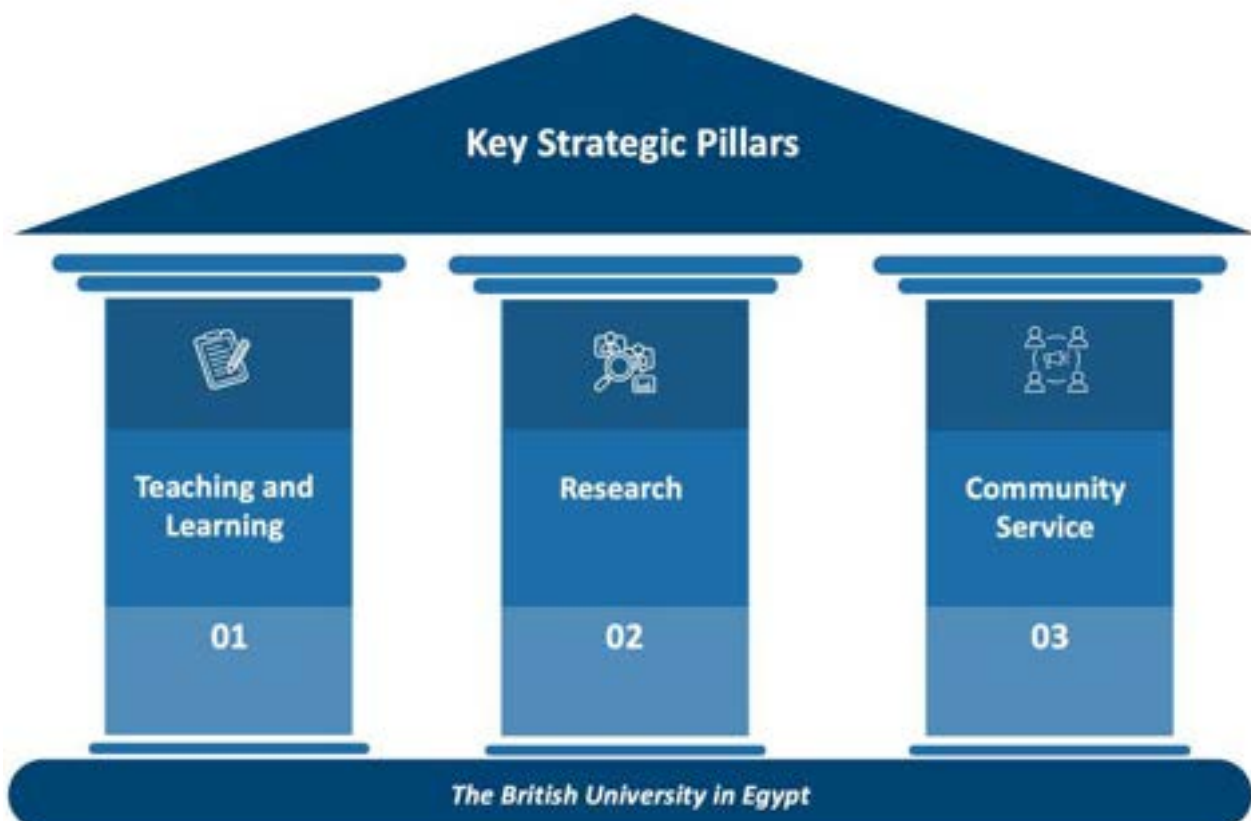 Key Strategic Pillars
Teaching and
Learning
01
Research
02
Community
Service
03
The British University in Egypt